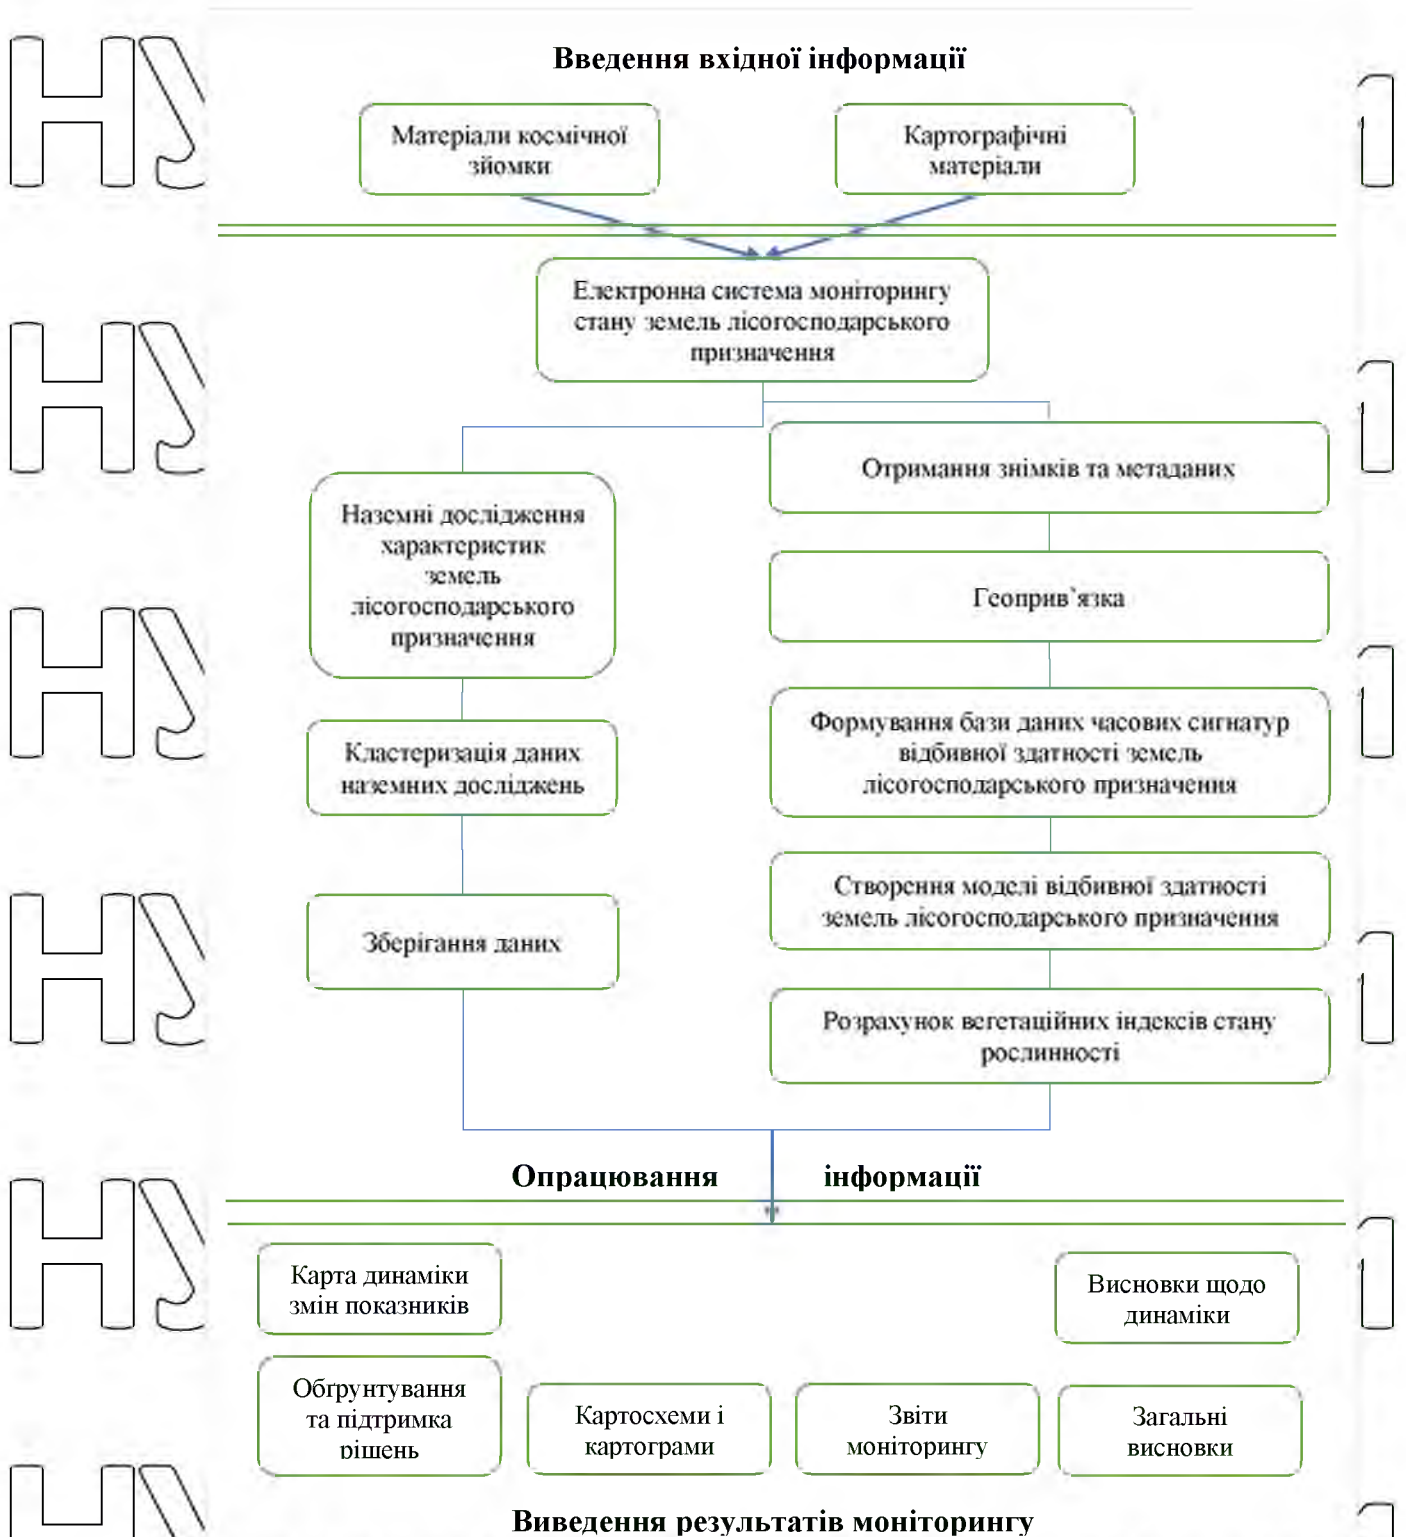 Введення вхідної інформації
Матеріали космічної
зйомки
Картографічні
матеріали
Електронна система моніторингу
стану земель лісогосподарського
призначення
Наземні дослідження
характеристик
земель
лісогосподарського
призначення
Кластеризація даних
наземних досліджень
Зберігання даних
Отримання знімків та метаданих
Геоприв’язка
Формування бази даних часових сигнатур
відбивної здатності земель
лісогосподарського призначення
Створення моделі відбивної здатності
земель лісогосподарського призначення
Розрахунок вегетаційних індексів стану
рослинності
Опрацювання інформації
Карта динаміки
змін показників
Висновки щодо
динаміки
Обґрунтування
та підтримка
рішень
Картосхеми і
картограми
Звіти
моніторингу
Загальні
висновки
Виведення результатів моніторингу